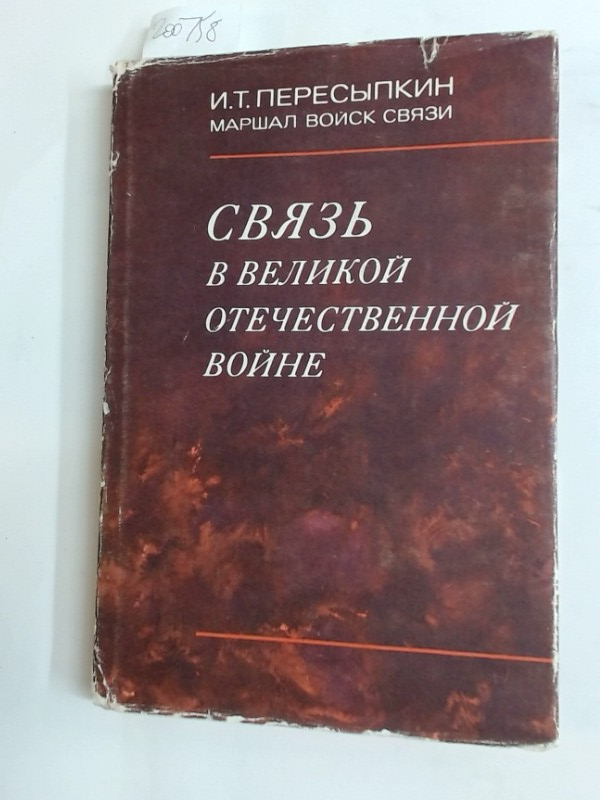 И.Т. ПЕРЕСЫПКИН
МАРШАЛ ВОЙСК СВЯЗИ
СВЯЗЬ
В ВЕЛИКОЙ
ОТЕЧЕСТВЕННОЙ
ВОЙНЕ